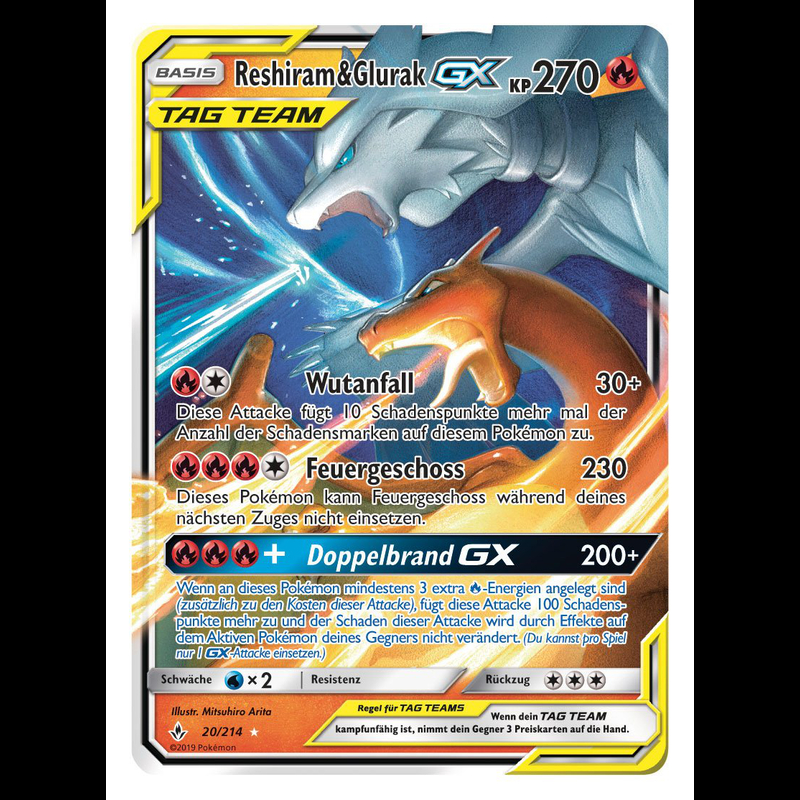 BASIS Reshiram&Glurak GX KP270
TAG TEAM
Wutanfall 30+
Diese Attacke fügt 10 Schadenspunkte mehr mal der
Anzahl der Schadensmarken auf diesem Pokémon zu.
Feuergeschoss 230
Dieses Pokémon kann Feuergeschoss während deines
nächsten Zuges nicht einsetzen.
+ Doppelbrand GX 200+
Wenn an dieses Pokémon mindestens 3 extra -Energien angelegt sind
(zusätzlich zu den Kosten dieser Attacke), fügt diese Attacke 100 Schadens-
punkte mehr zu und der Schaden dieser Attacke wird durch Effekte auf
dem Aktiven Pokémon deines Gegners nicht verändert. (Du kannst pro Spiel
nur 1 GX-Attacke einsetzen.)
Schwäche ×2 Resistenz Rückzug
Illustr. Mitsuhiro Arita
20/214
©2019 Pokémon
Regel für TAG TEAMS
Wenn dein TAG TEAM
kampfunfähig ist, nimmt dein Gegner 3 Preiskarten auf die Hand.